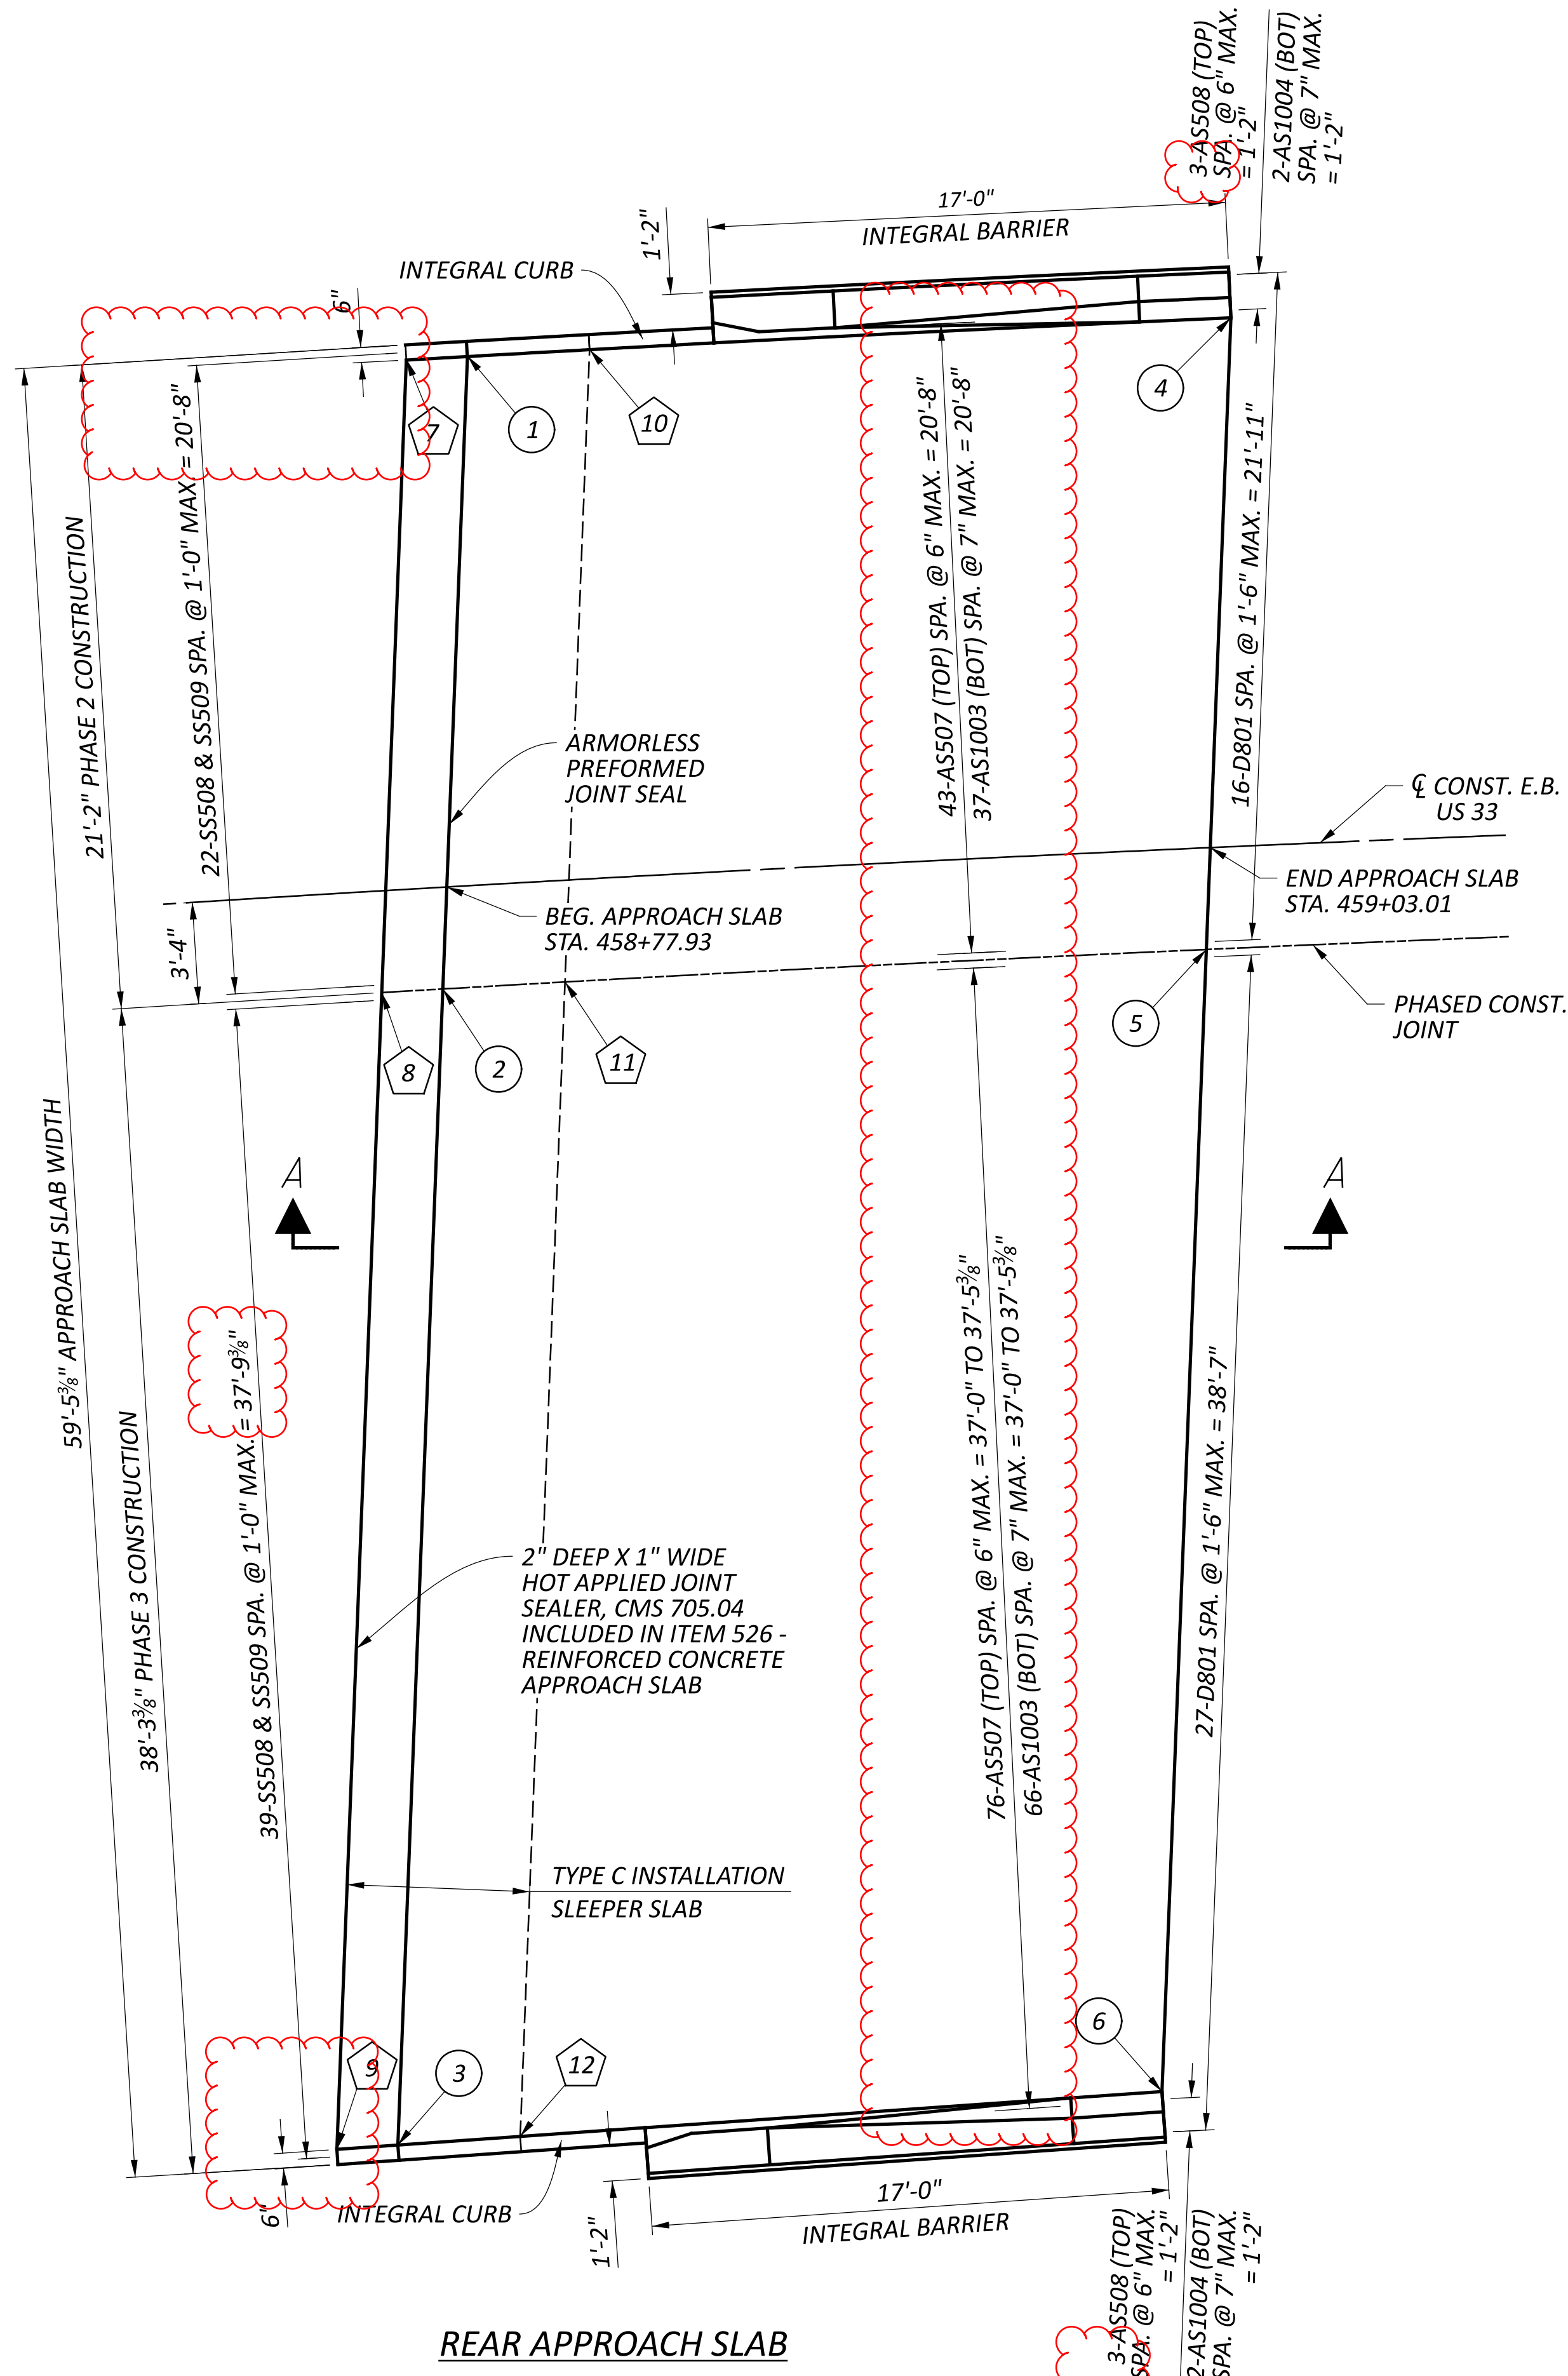 3-AS508 (TOP)
SPA. @ 6" MAX.
= 1'-2"
2-AS1004 (BOT)
SPA. @ 7" MAX.
= 1'-2"
17'-0"
INTEGRAL BARRIER
1'-2"
INTEGRAL CURB
6"
7
1
10
4
59'-5⅜" APPROACH SLAB WIDTH
21'-2" PHASE 2 CONSTRUCTION
22-SS508 & SS509 SPA. @ 1'-0" MAX. = 20'-8"
43-AS507 (TOP) SPA. @ 6" MAX. = 20'-8"
37-AS1003 (BOT) SPA. @ 7" MAX. = 20'-8"
16-D801 SPA. @ 1'-6" MAX. = 21'-11"
ARMORLESS
PREFORMED
JOINT SEAL
℄ CONST. E.B.
US 33
BEG. APPROACH SLAB
STA. 458+77.93
END APPROACH SLAB
STA. 459+03.01
3'-4"
PHASED CONST.
JOINT
8
2
11
5
A
A
38'-3⅜" PHASE 3 CONSTRUCTION
39-SS508 & SS509 SPA. @ 1'-0" MAX. = 37'-9⅜"
76-AS507 (TOP) SPA. @ 6" MAX. = 37'-0" TO 37'-5⅜"
66-AS1003 (BOT) SPA. @ 7" MAX. = 37'-0" TO 37'-5⅜"
27-D801 SPA. @ 1'-6" MAX. = 38'-7"
2" DEEP X 1" WIDE
HOT APPLIED JOINT
SEALER, CMS 705.04
INCLUDED IN ITEM 526 -
REINFORCED CONCRETE
APPROACH SLAB
TYPE C INSTALLATION
SLEEPER SLAB
9
3
12
6
6"
INTEGRAL CURB
1'-2"
17'-0"
INTEGRAL BARRIER
3-AS508 (TOP)
SPA. @ 6" MAX.
= 1'-2"
2-AS1004 (BOT)
SPA. @ 7" MAX.
= 1'-2"
REAR APPROACH SLAB